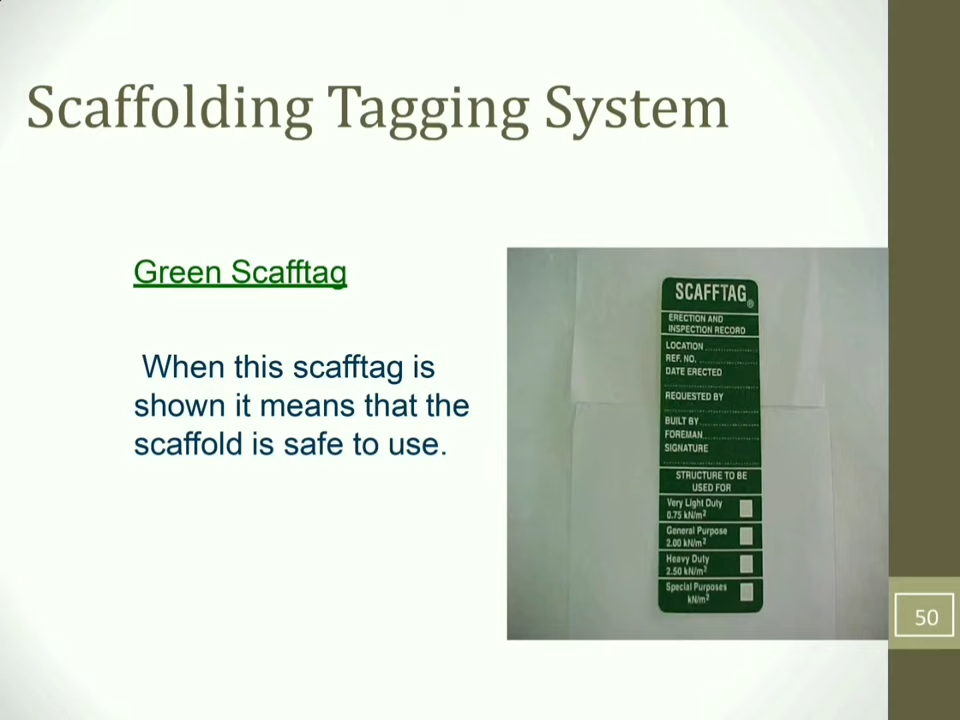 Scaffolding Tagging System
Green Scafftag
When this scafftag is
shown it means that the
scaffold is safe to use.
SCAFFTAG®
ERECTION AND
INSPECTION RECORD
LOCATION
REF. NO.
DATE ERECTED
REQUESTED BY
BUILT BY
FOREMAN
SIGNATURE
STRUCTURE TO BE
USED FOR
Very Light Duty
0.75 kN/m²
General Purpose
2.00 kN/m²
Heavy Duty
2.50 kN/m²
Special Purposes
kN/m²
50